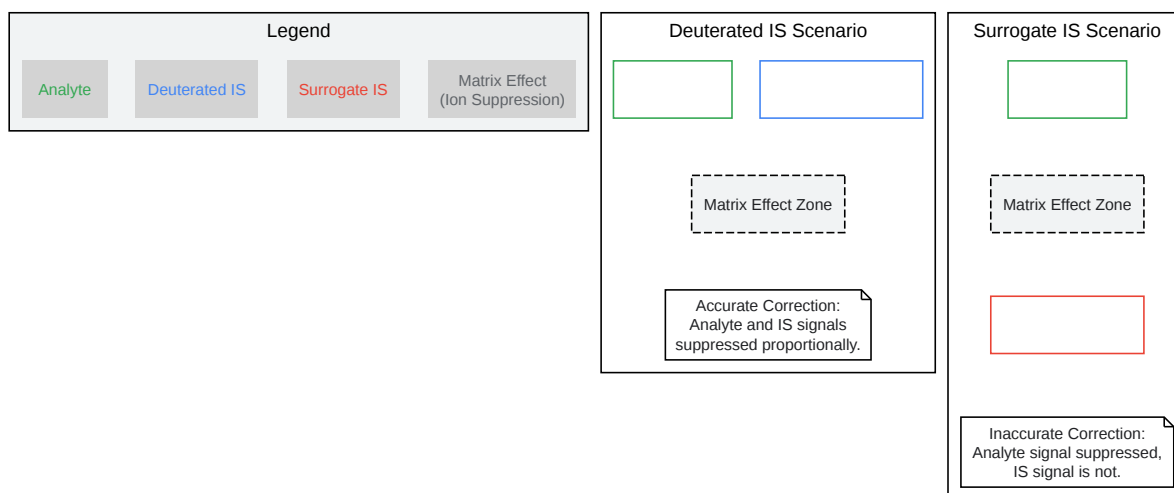 Legend
Analyte
Deuterated IS
Surrogate IS
Matrix Effect
(Ion Suppression)
Deuterated IS Scenario
Matrix Effect Zone
Accurate Correction:
Analyte and IS signals
suppressed proportionally.
Surrogate IS Scenario
Matrix Effect Zone
Inaccurate Correction:
Analyte signal suppressed,
IS signal is not.